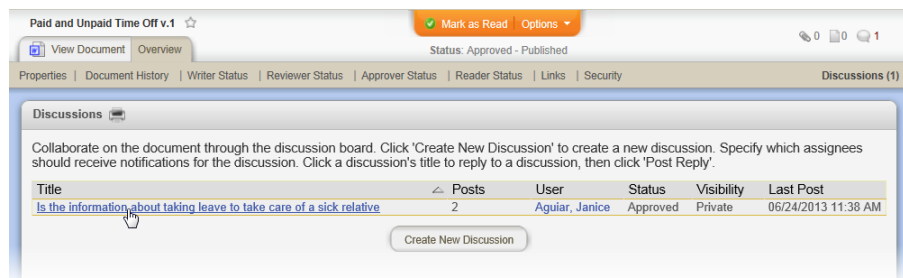 Paid and Unpaid Time Off v.1
Mark as Read Options
0 0 1
View Document Overview
Status: Approved - Published
Properties | Document History | Writer Status | Reviewer Status | Approver Status | Reader Status | Links | Security Discussions (1)
Discussions
Collaborate on the document through the discussion board. Click 'Create New Discussion' to create a new discussion. Specify which assignees
should receive notifications for the discussion. Click a discussion's title to reply to a discussion, then click 'Post Reply'.
Title Posts User Status Visibility Last Post
Is the information about taking leave to take care of a sick relative 2 Aguiar, Janice Approved Private 06/24/2013 11:38 AM
Create New Discussion